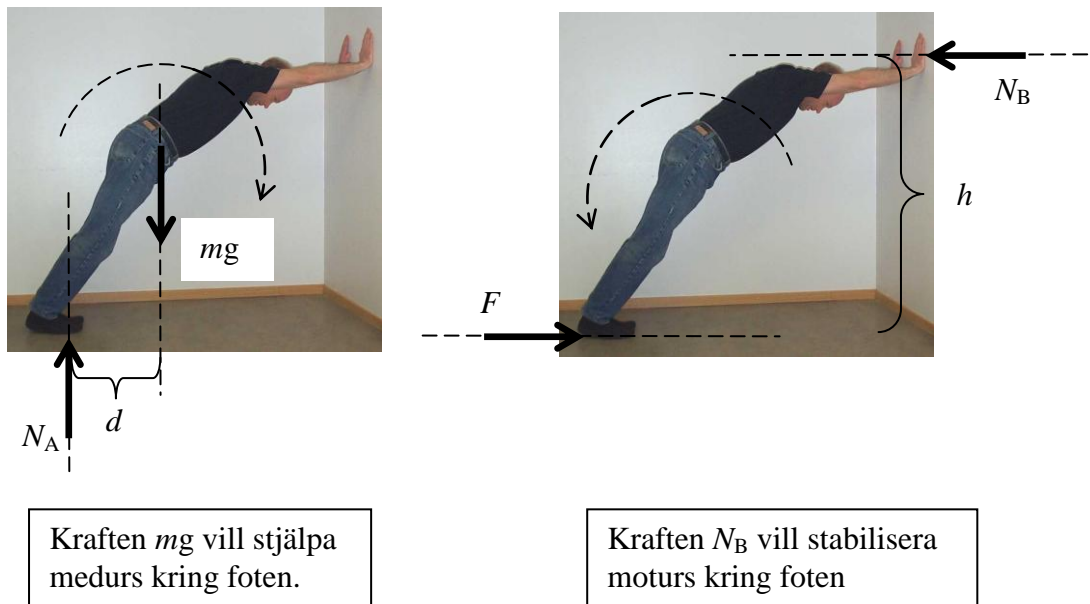 mg
N_A
d
N_B
h
F
Kraften mg vill stjälpa
medurs kring foten.
Kraften N_B vill stabilisera
moturs kring foten